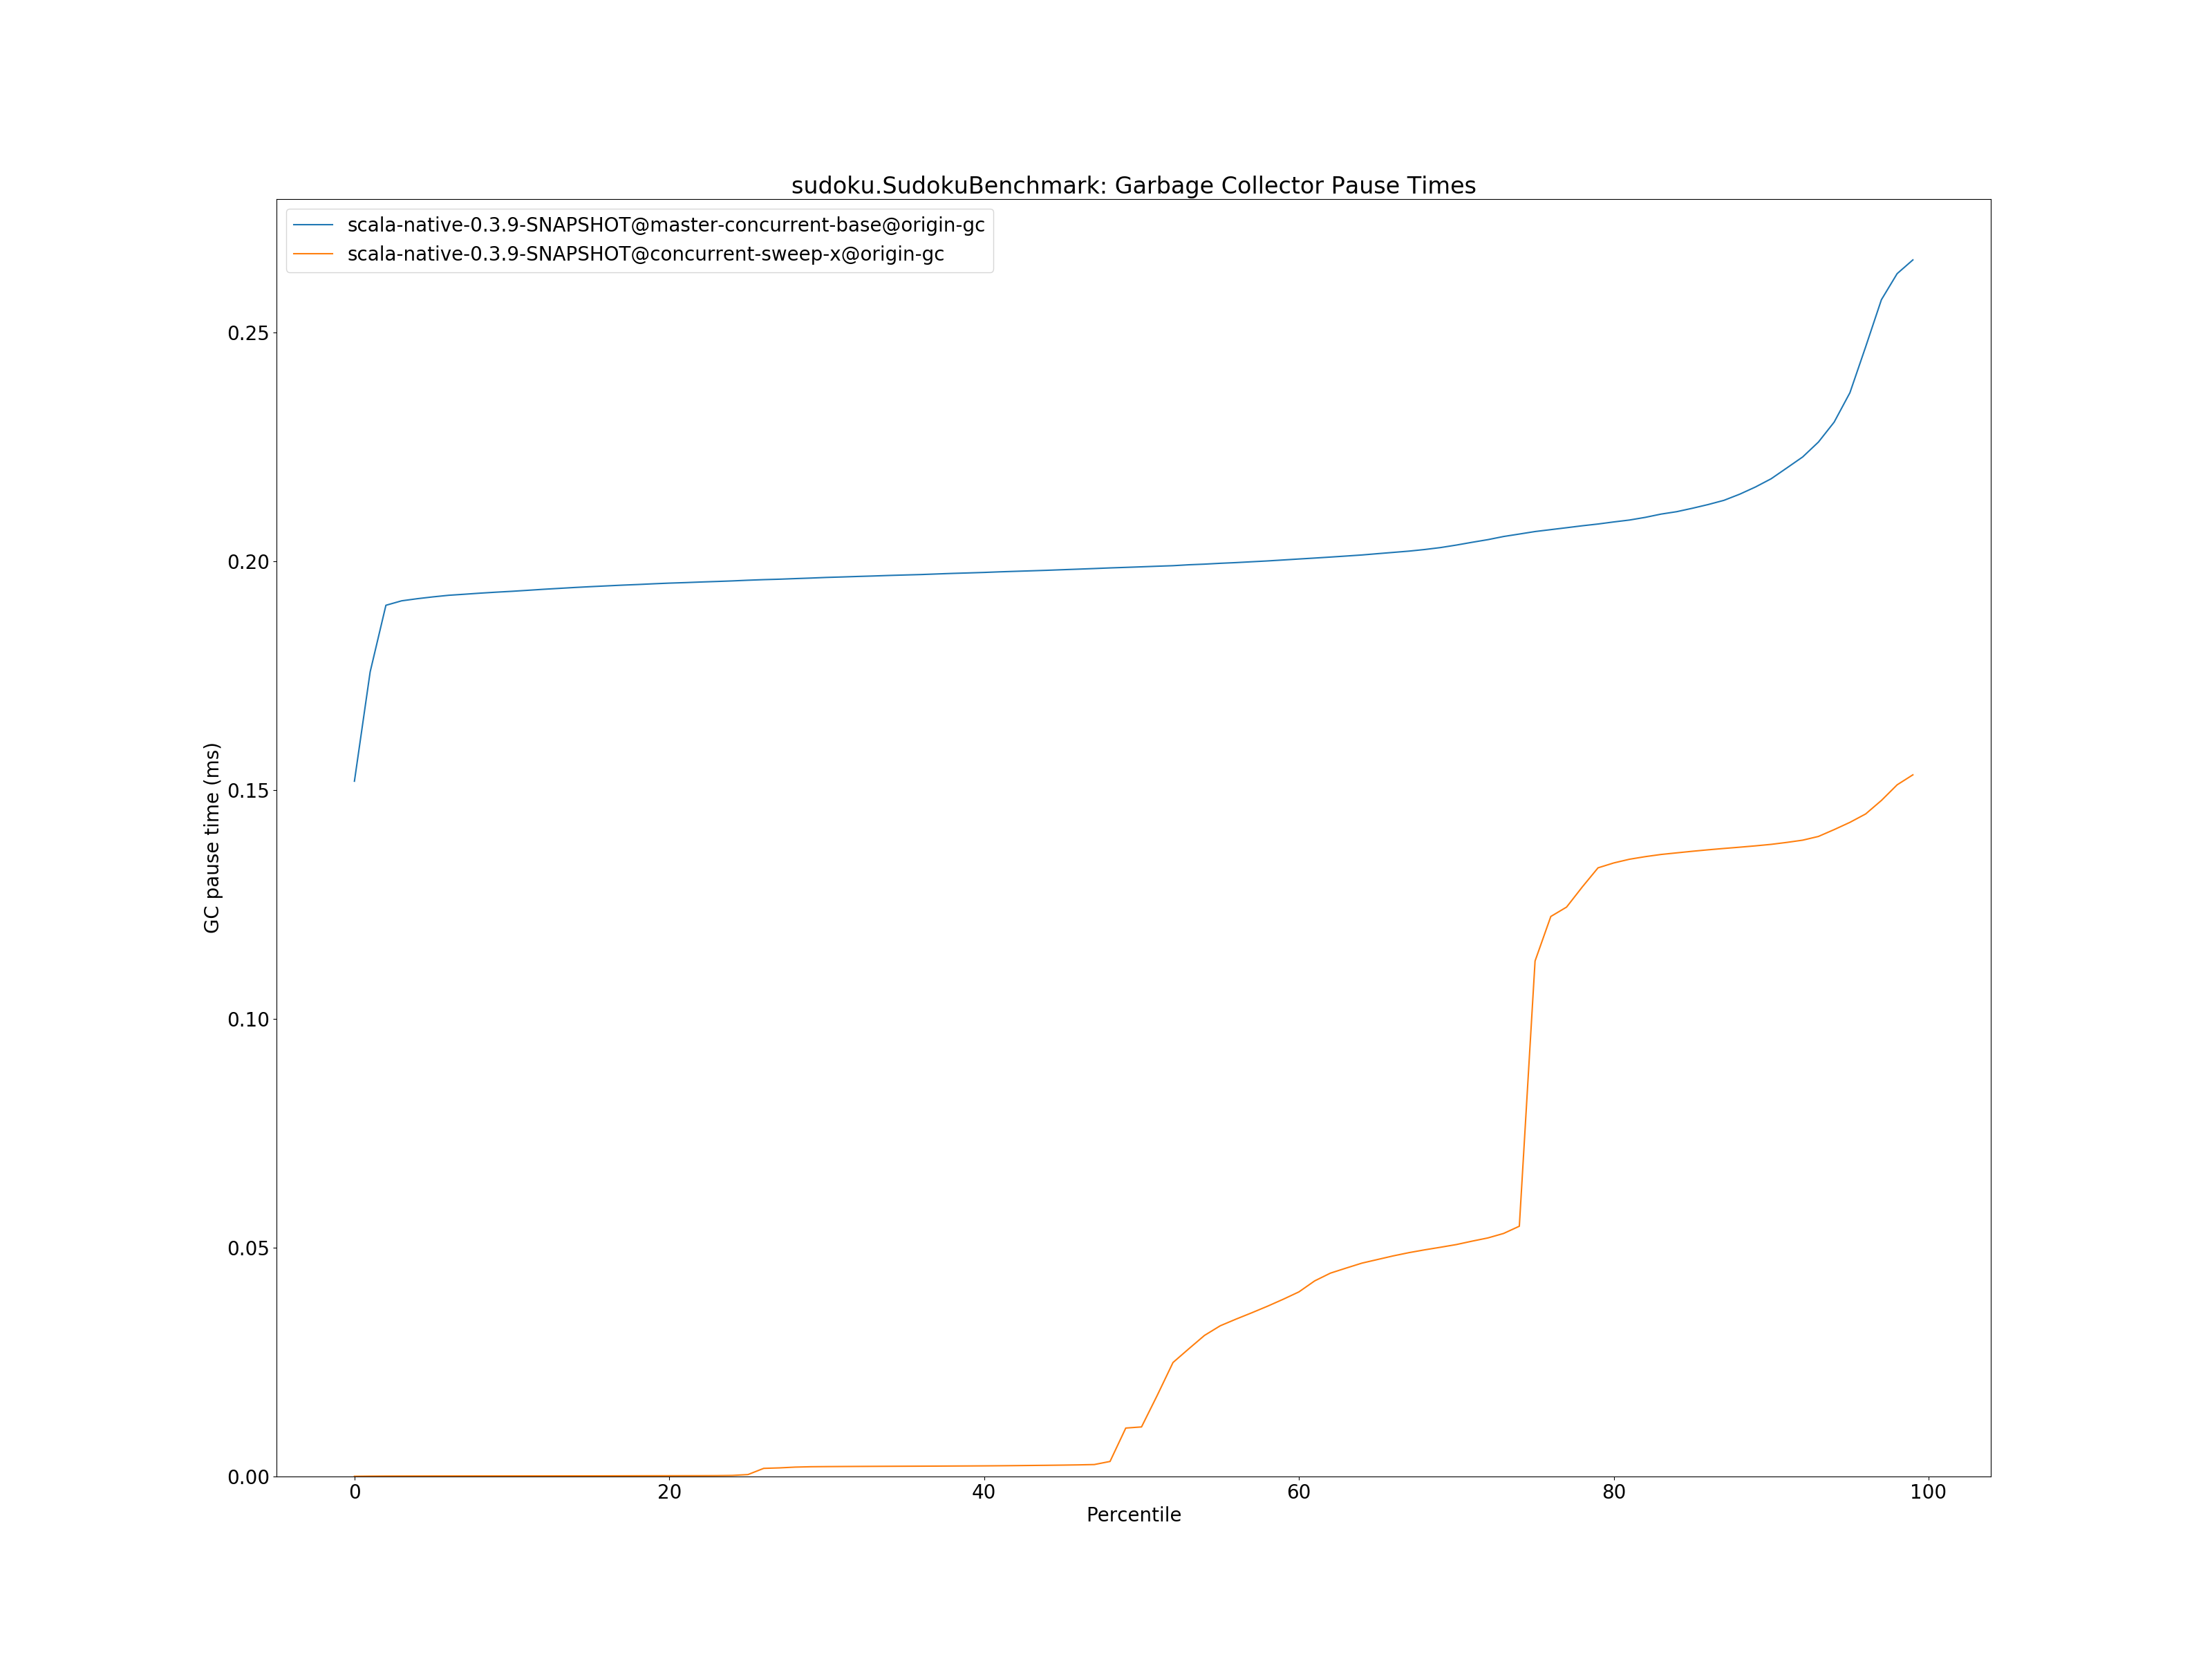 sudoku.SudokuBenchmark: Garbage Collector Pause Times
scala-native-0.3.9-SNAPSHOT@master-concurrent-base@origin-gc
scala-native-0.3.9-SNAPSHOT@concurrent-sweep-x@origin-gc
GC pause time (ms)
0.25
0.20
0.15
0.10
0.05
0.00
0 20 40 60 80 100
Percentile